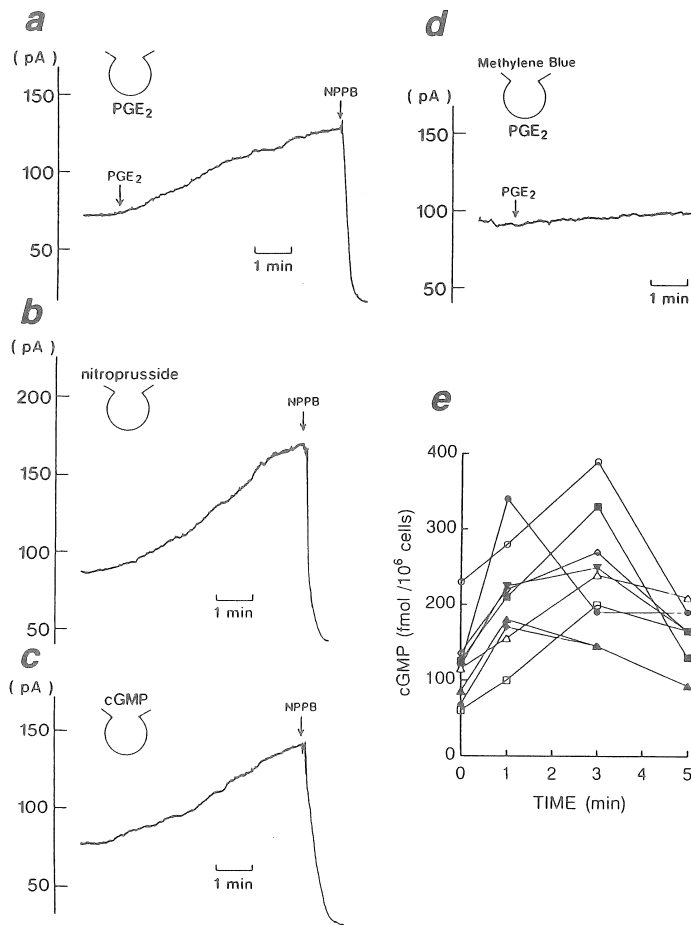 a
( pA )
150
100
50
PGE2
PGE2
NPPB
1 min
b
( pA )
200
150
100
50
nitroprusside
NPPB
1 min
c
( pA )
150
100
50
cGMP
NPPB
1 min
d
( pA )
150
100
50
Methylene Blue
PGE2
PGE2
1 min
e
400
300
200
100
0
cGMP (fmol /10⁶ cells)
0 1 3 5
TIME (min)